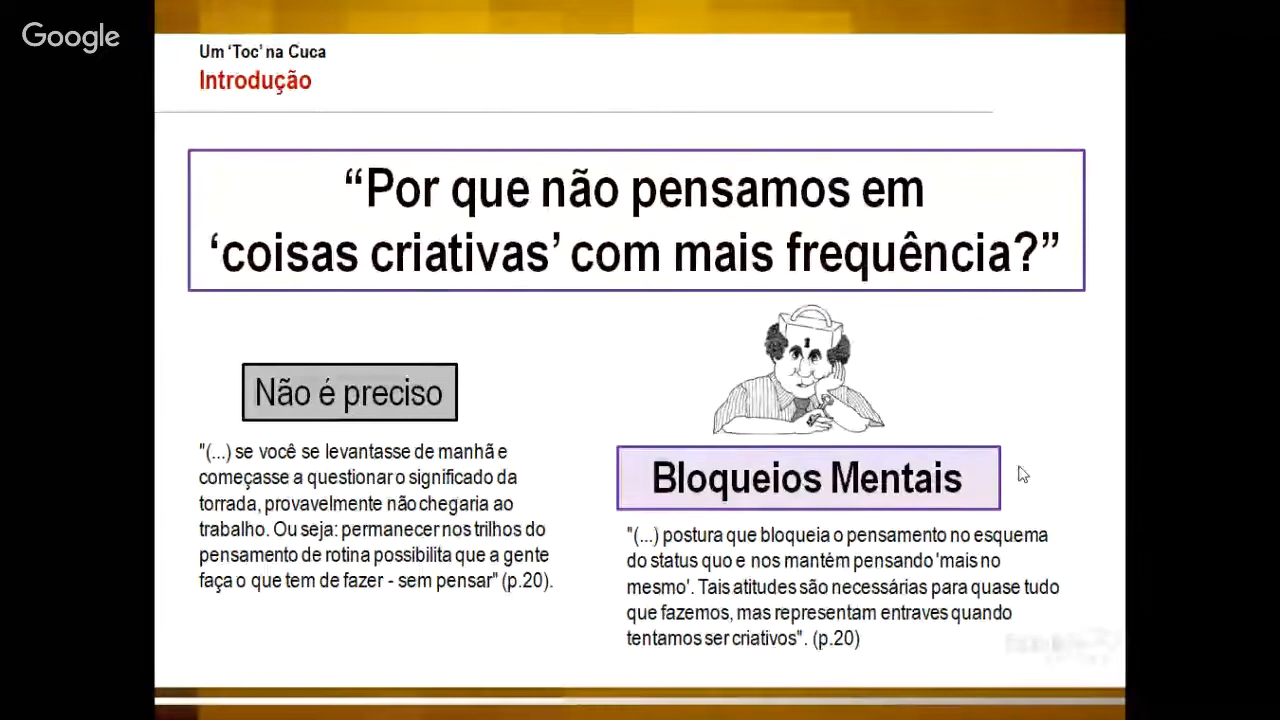 Google
Um ‘Toc’ na Cuca
Introdução
“Por que não pensamos em
‘coisas criativas’ com mais frequência?”
Não é preciso
"(...) se você se levantasse de manhã e
começasse a questionar o significado da
torrada, provavelmente não chegaria ao
trabalho. Ou seja: permanecer nos trilhos do
pensamento de rotina possibilita que a gente
faça o que tem de fazer - sem pensar" (p.20).
Bloqueios Mentais
"(...) postura que bloqueia o pensamento no esquema
do status quo e nos mantém pensando 'mais no
mesmo'. Tais atitudes são necessárias para quase tudo
que fazemos, mas representam entraves quando
tentamos ser criativos". (p.20)